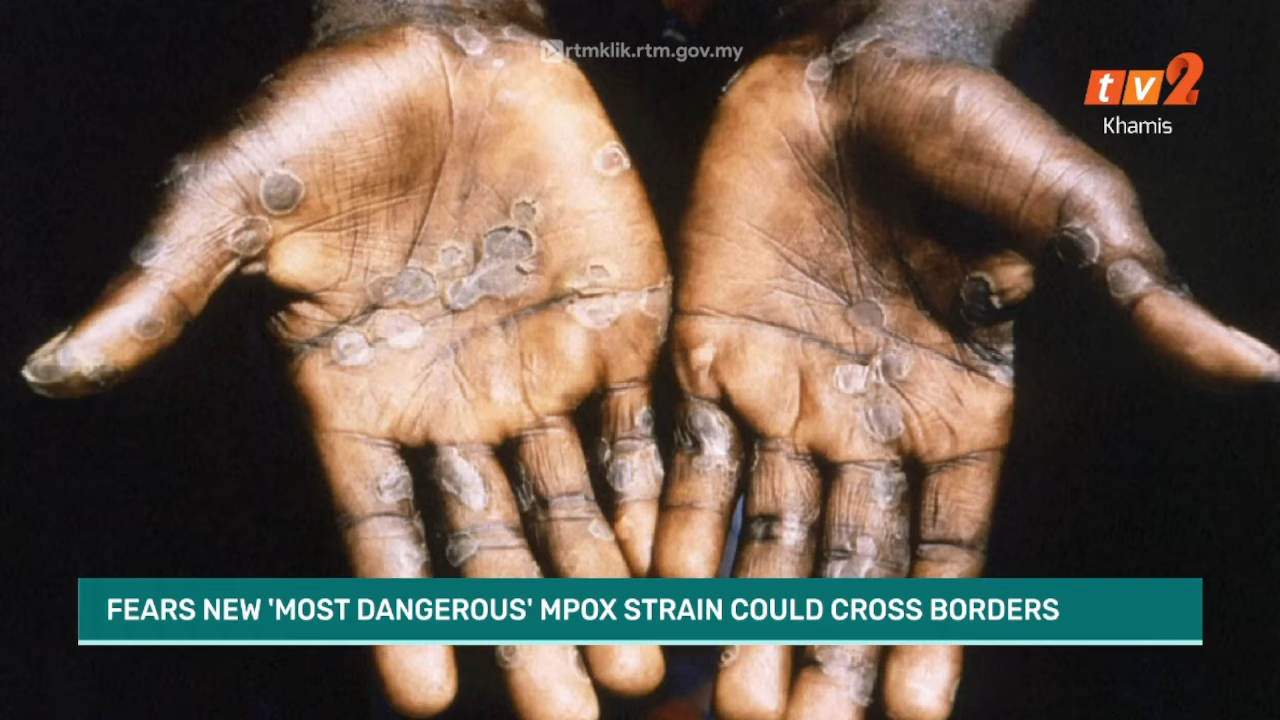 rtmklik.rtm.gov.my
tv2
Khamis
FEARS NEW 'MOST DANGEROUS' MPOX STRAIN COULD CROSS BORDERS